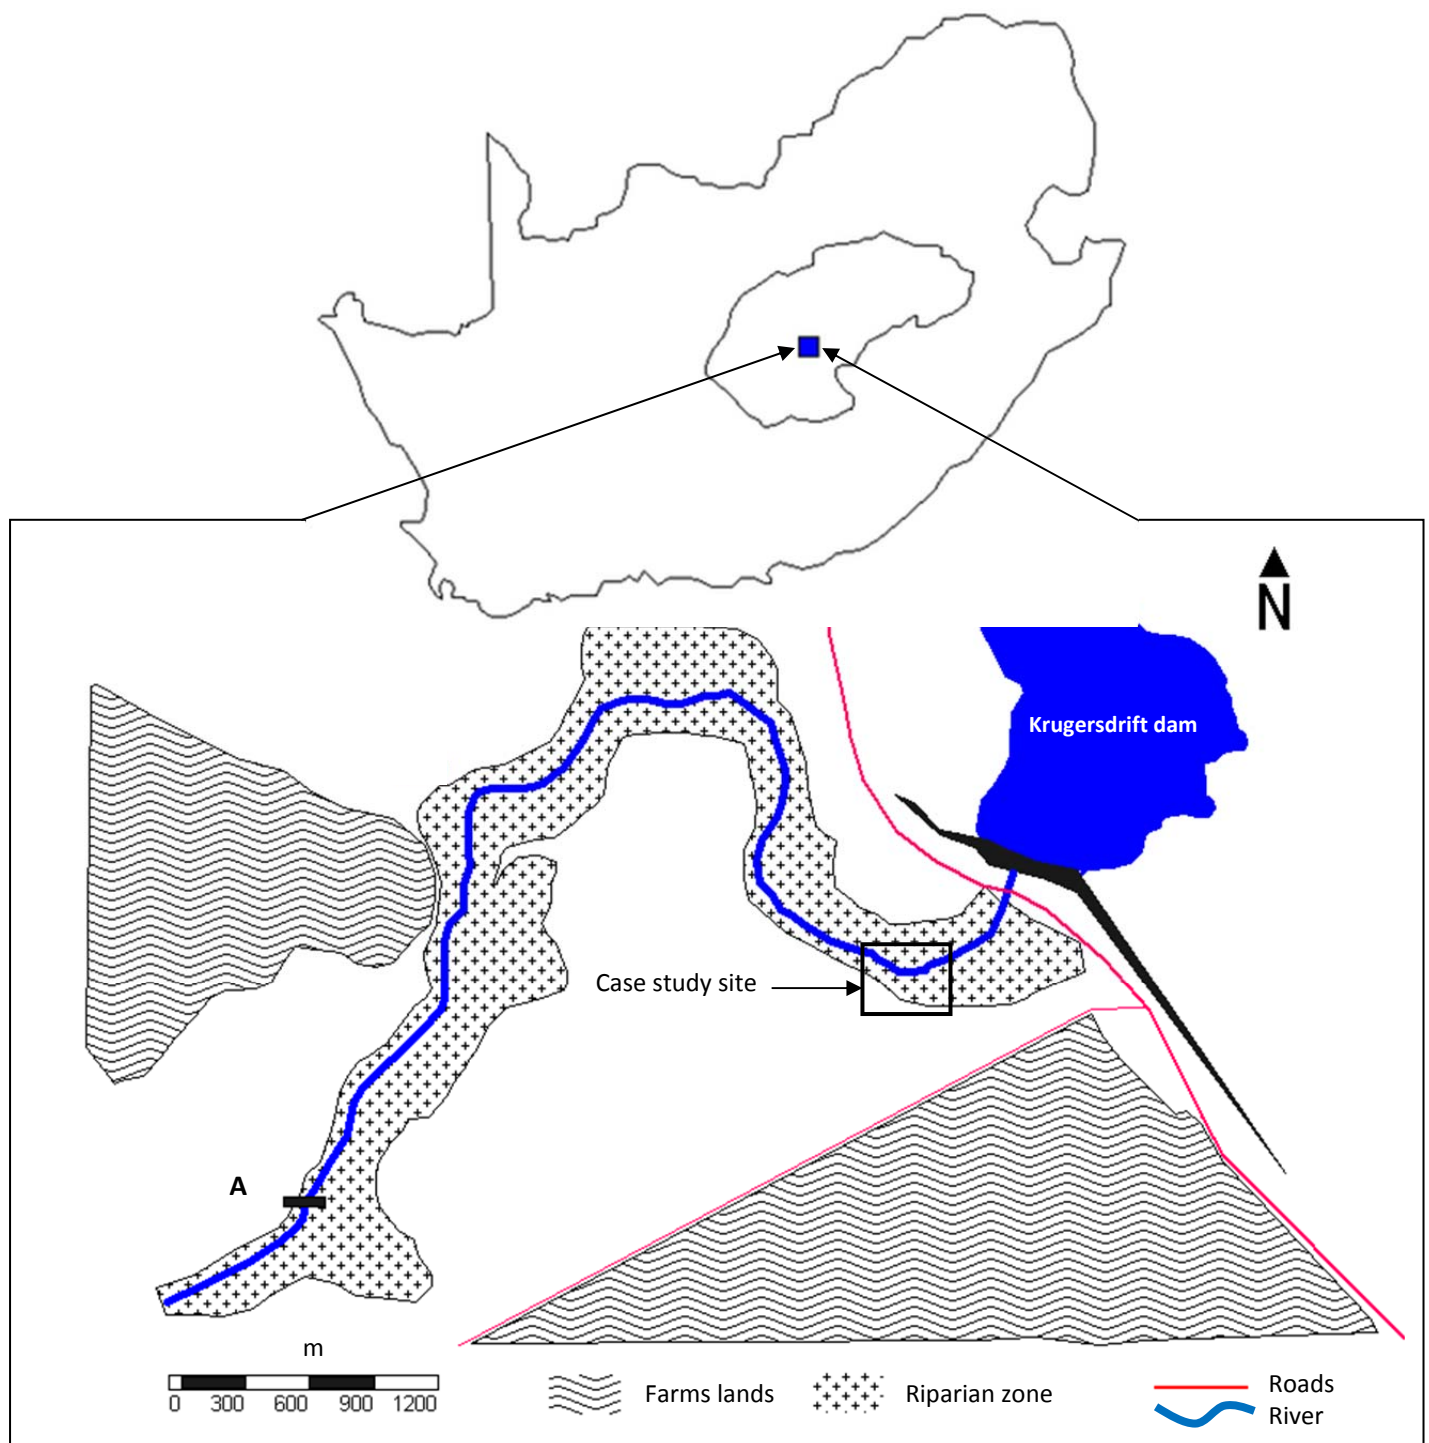 N
Krugersdrift dam
Case study site
A
m
0 300 600 900 1200
Farms lands
Riparian zone
Roads
River